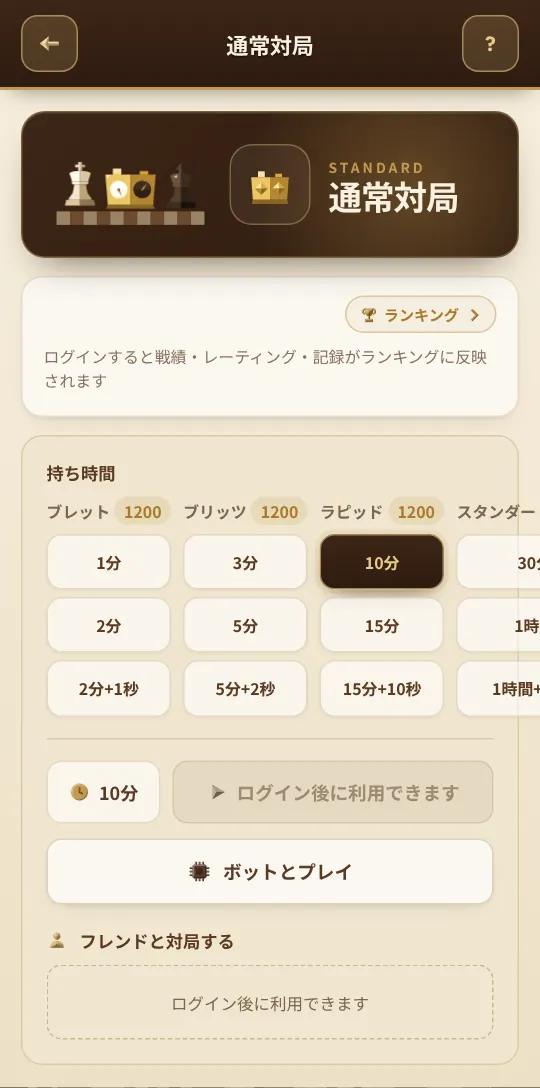 通常対局
?
STANDARD
通常対局
ランキング
ログインすると戦績・レーティング・記録がランキングに反映
されます
持ち時間
ブレット 1200 ブリッツ 1200 ラピッド 1200 スタンダー
1分 3分 10分 30
2分 5分 15分 1時
2分+1秒 5分+2秒 15分+10秒 1時間+
10分 ログイン後に利用できます
ボットとプレイ
フレンドと対局する
ログイン後に利用できます